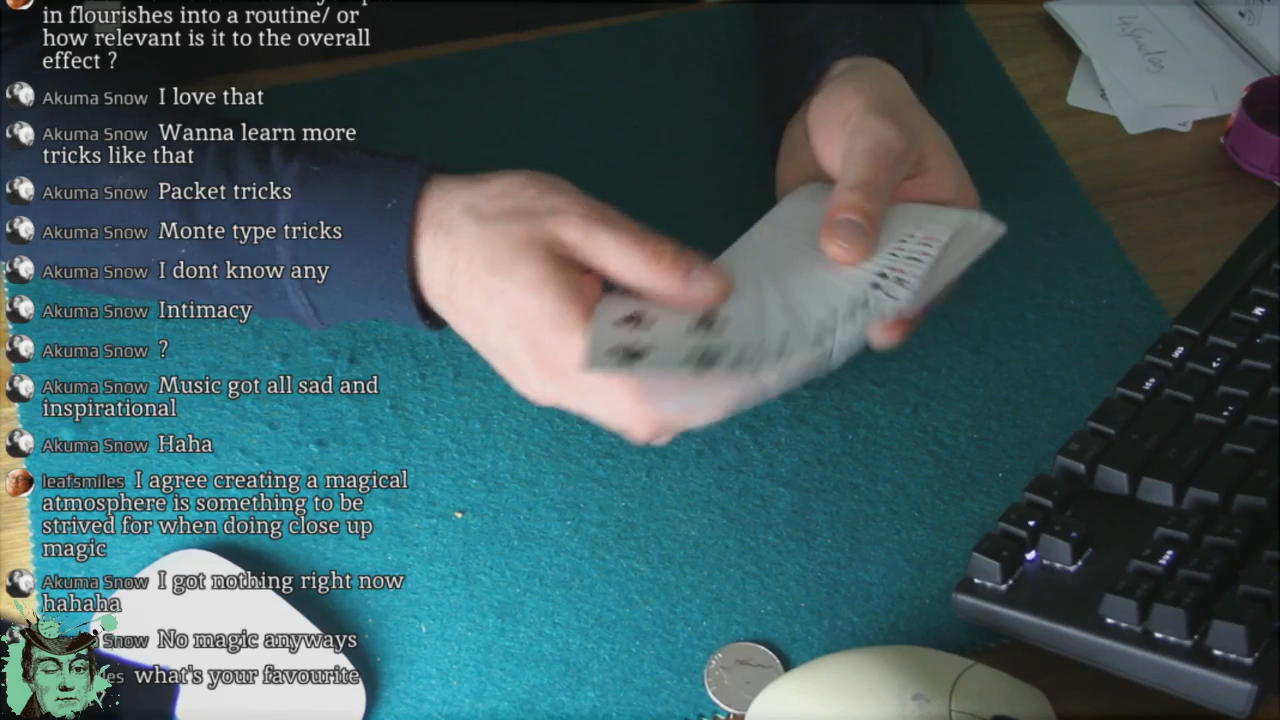 in flourishes into a routine/ or
how relevant is it to the overall
effect ?
Akuma Snow I love that
Akuma Snow Wanna learn more
tricks like that
Akuma Snow Packet tricks
Akuma Snow Monte type tricks
Akuma Snow I dont know any
Akuma Snow Intimacy
Akuma Snow ?
Akuma Snow Music got all sad and
inspirational
Akuma Snow Haha
leafsmiles I agree creating a magical
atmosphere is something to be
strived for when doing close up
magic
Akuma Snow I got nothing right now
hahaha
Snow No magic anyways
es what's your favourite
4 Spades